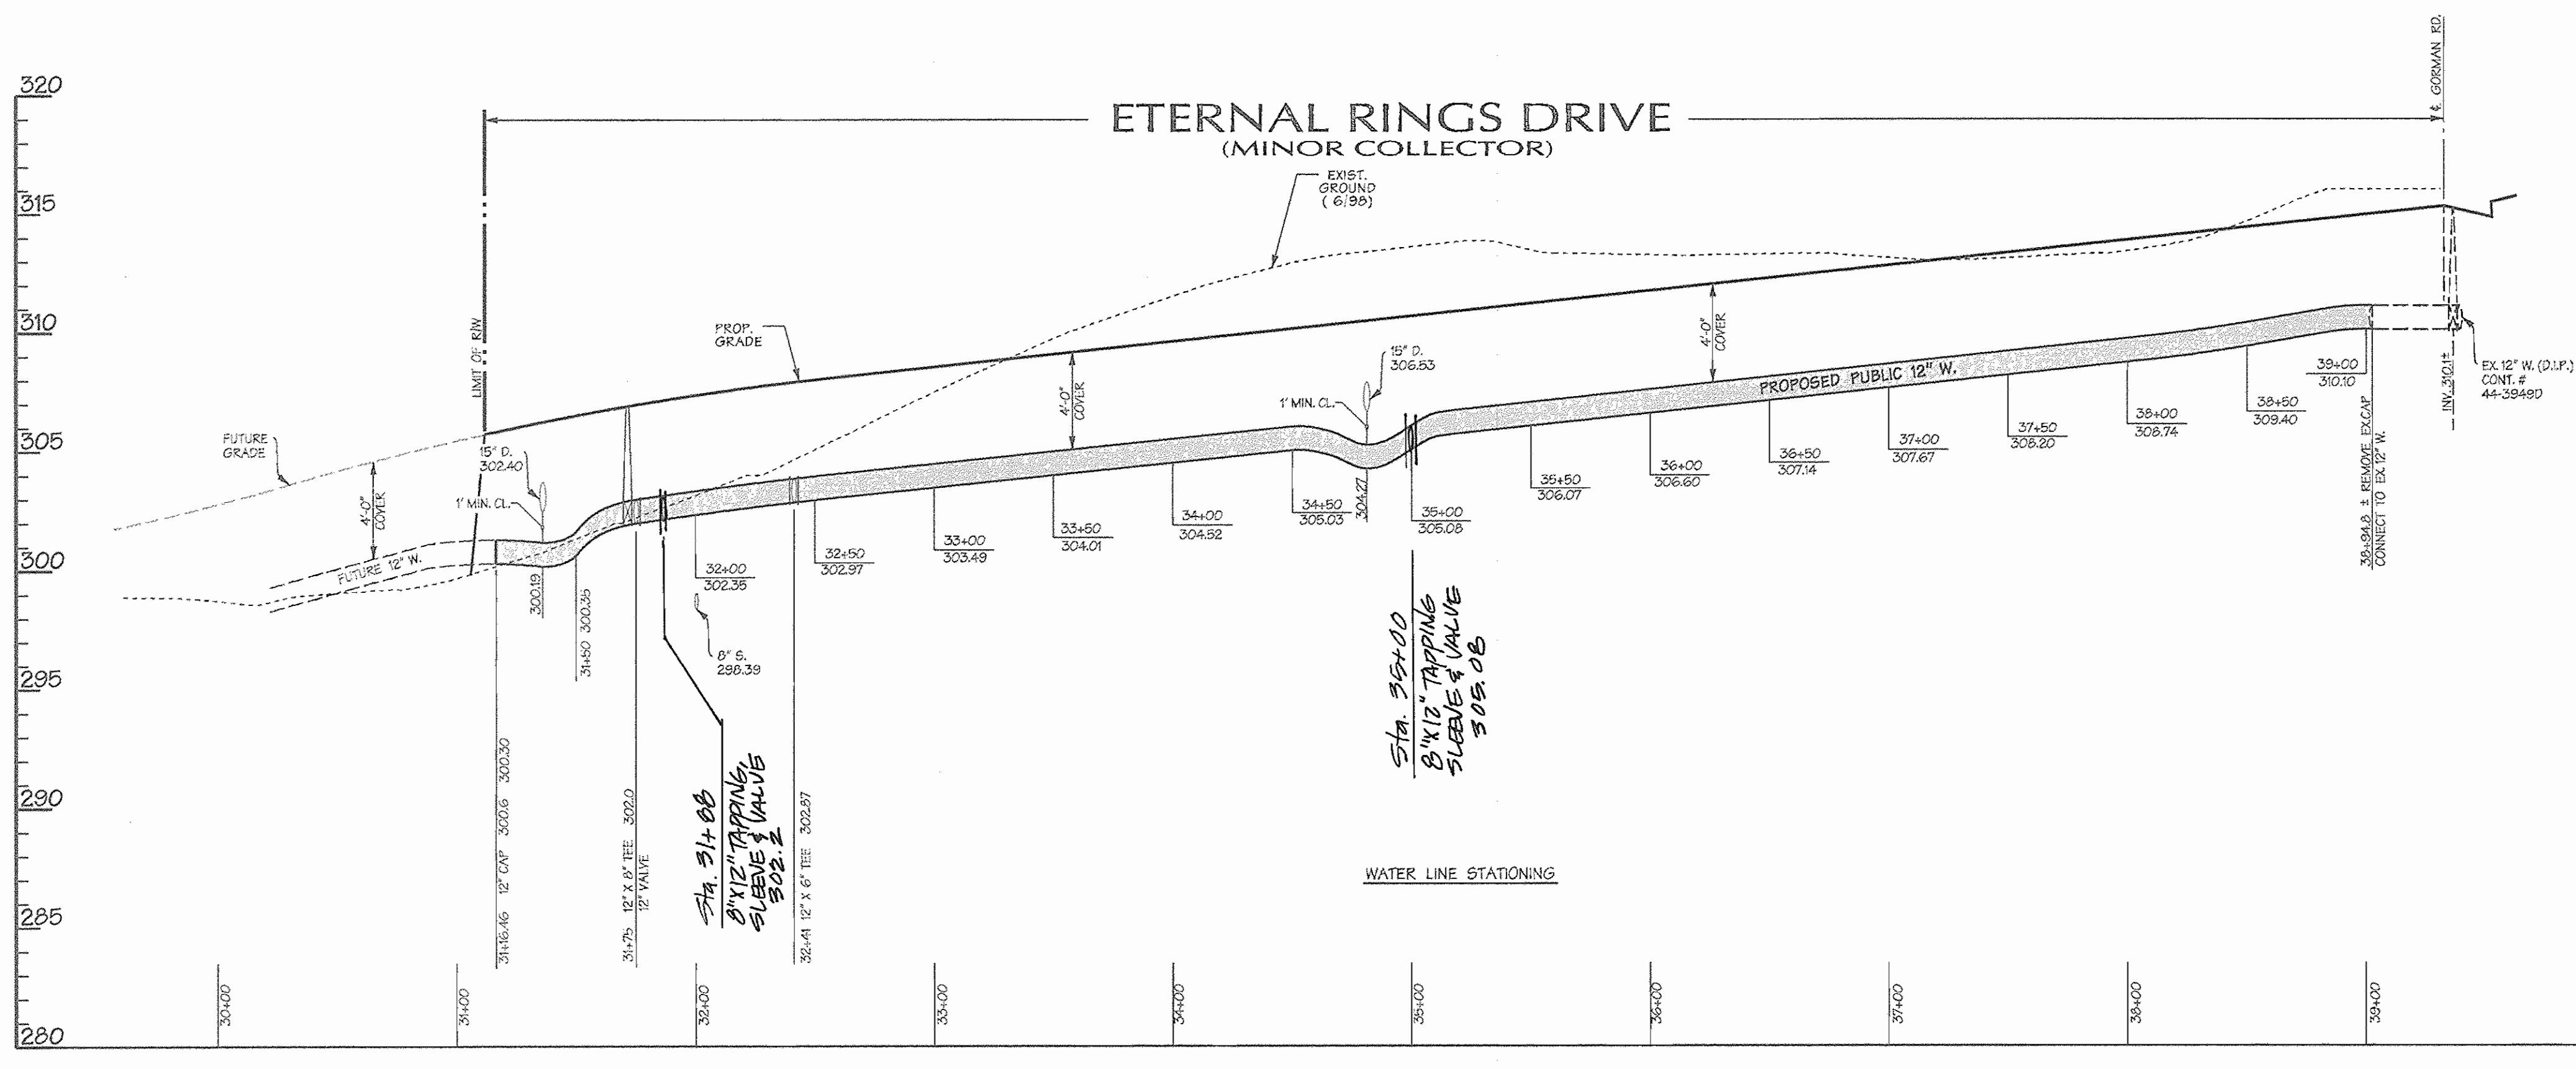 320
315
310
305
300
295
290
285
280
ETERNAL RINGS DRIVE
(MINOR COLLECTOR)
℄ GORMAN RD.
EXIST.
GROUND
( 6/98)
LIMIT OF R/W
PROP.
GRADE
FUTURE
GRADE
15" D.
302.40
1' MIN. CL.
4'-0"
COVER
FUTURE 12" W.
4'-0"
COVER
15" D.
306.53
1' MIN. CL.
4'-0"
COVER
PROPOSED PUBLIC 12" W.
EX. 12" W. (D.I.P.)
CONT. #
44-3949D
INV. 310.1±
300.19
31+50 300.35
32+00
302.35
8" S.
298.39
32+50
302.97
33+00
303.49
33+50
304.01
34+00
304.52
34+50
305.03
304.27
35+00
305.08
35+50
306.07
36+00
306.60
36+50
307.14
37+00
307.67
37+50
308.20
38+00
308.74
38+50
309.40
39+00
310.10
38+94.8 ± REMOVE EX.CAP
CONNECT TO EX. 12" W.
31+16.46 12" CAP 300.6 300.30
31+75 12" X 8" TEE 302.0
12" VALVE
Sta. 31+88
8"X12" TAPPING,
SLEEVE & VALVE
302.2
32+41 12" X 6" TEE 302.87
Sta. 35+00
8"X12" TAPPING
SLEEVE & VALVE
305.08
WATER LINE STATIONING
30+00
31+00
32+00
33+00
34+00
35+00
36+00
37+00
38+00
39+00